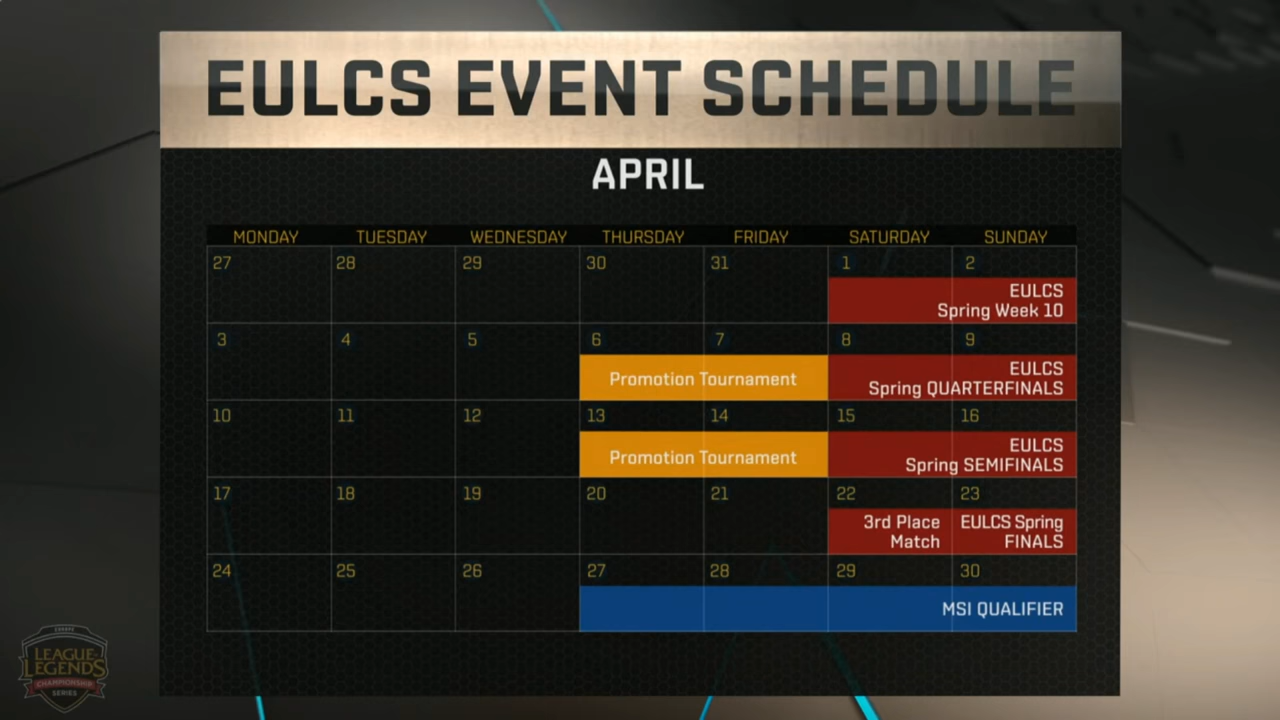 EULCS EVENT SCHEDULE
APRIL
MONDAY TUESDAY WEDNESDAY THURSDAY FRIDAY SATURDAY SUNDAY
27 28 29 30 31 1 2
EULCS
Spring Week 10
3 4 5 6 7 8 9
Promotion Tournament
EULCS
Spring QUARTERFINALS
10 11 12 13 14 15 16
Promotion Tournament
EULCS
Spring SEMIFINALS
17 18 19 20 21 22 23
3rd Place
Match
EULCS Spring
FINALS
24 25 26 27 28 29 30
MSI QUALIFIER
EUROPE
LEAGUE
OF
LEGENDS
CHAMPIONSHIP
SERIES